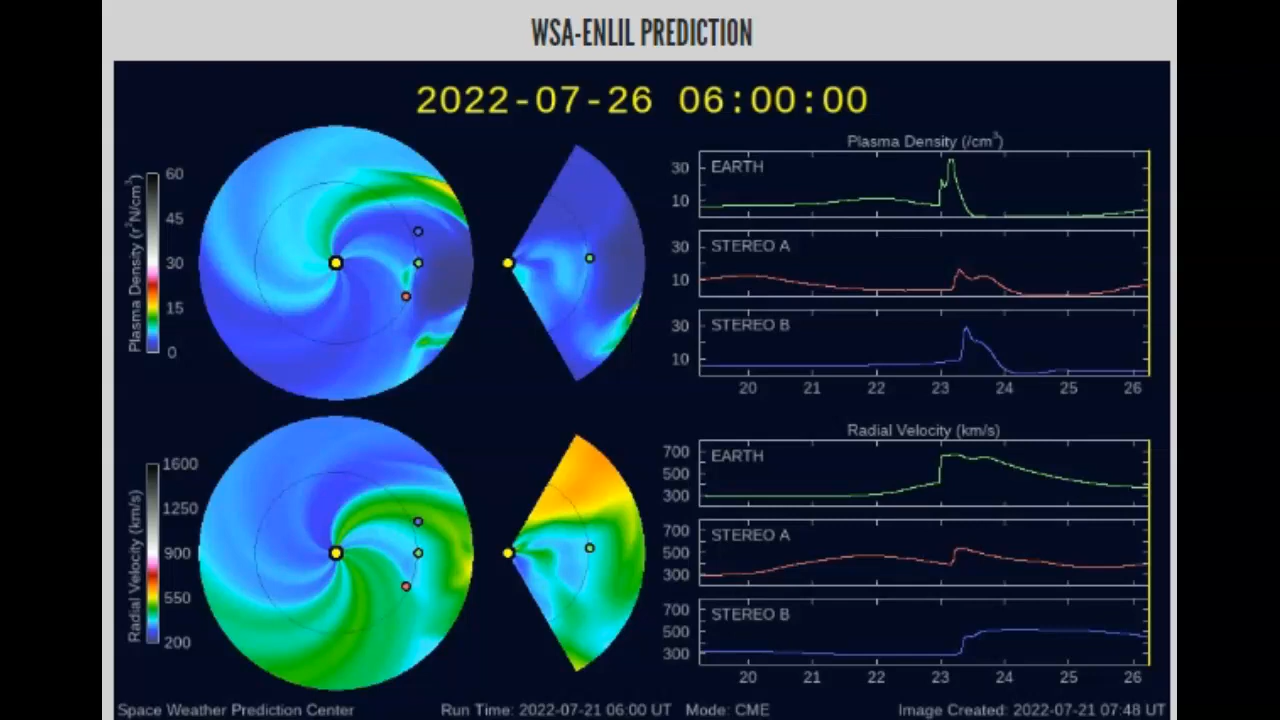 WSA-ENLIL PREDICTION
2022-07-26 06:00:00
Plasma Density (r²N/cm³)
60
45
30
15
0
Plasma Density (/cm³)
EARTH
30
10
STEREO A
30
10
STEREO B
30
10
20 21 22 23 24 25 26
Radial Velocity (km/s)
1600
1250
900
550
200
Radial Velocity (km/s)
EARTH
700
500
300
STEREO A
700
500
300
STEREO B
700
500
300
20 21 22 23 24 25 26
Space Weather Prediction Center Run Time: 2022-07-21 06:00 UT Mode: CME Image Created: 2022-07-21 07:48 UT